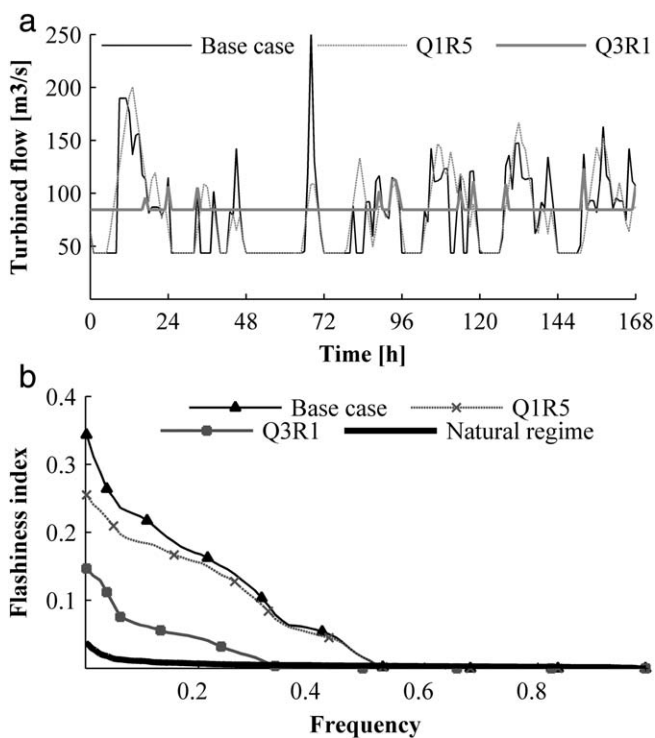 a
250
200
150
100
50
Turbined flow [m3/s]
Base case Q1R5 Q3R1
0 24 48 72 96 120 144 168
Time [h]
b
0.4
0.3
0.2
0.1
Flashiness index
Base case Q1R5
Q3R1 Natural regime
0.2 0.4 0.6 0.8
Frequency